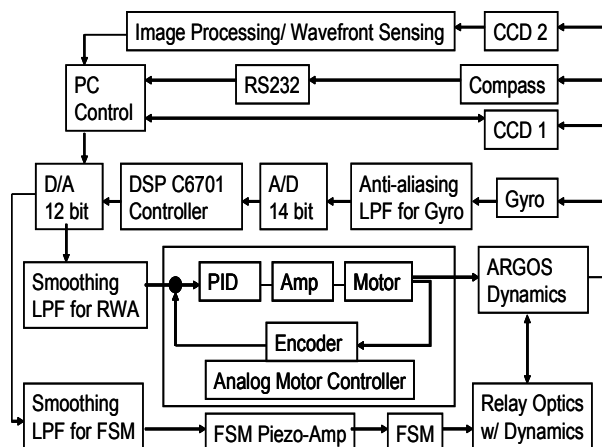 Image Processing/ Wavefront Sensing
CCD 2
PC
Control
RS232
Compass
CCD 1
D/A
12 bit
DSP C6701
Controller
A/D
14 bit
Anti-aliasing
LPF for Gyro
Gyro
Smoothing
LPF for RWA
PID
Amp
Motor
ARGOS
Dynamics
Encoder
Analog Motor Controller
Smoothing
LPF for FSM
FSM Piezo-Amp
FSM
Relay Optics
w/ Dynamics